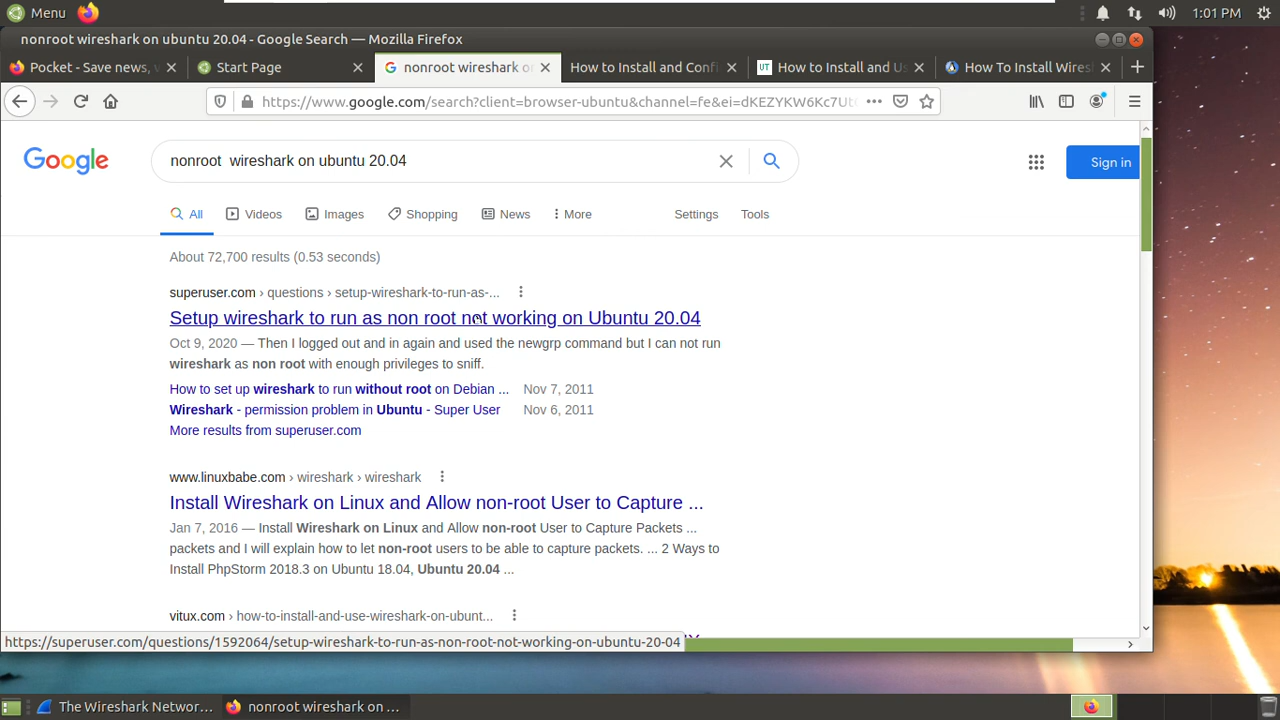 Menu
1:01 PM
nonroot wireshark on ubuntu 20.04 - Google Search — Mozilla Firefox
Pocket - Save news, v
Start Page
nonroot wireshark on
How to Install and Confi
How to Install and Us
How To Install Wires
https://www.google.com/search?client=browser-ubuntu&channel=fe&ei=dKEZYKW6Kc7Ut
Google
nonroot wireshark on ubuntu 20.04
Sign in
All
Videos
Images
Shopping
News
More
Settings
Tools
About 72,700 results (0.53 seconds)
superuser.com › questions › setup-wireshark-to-run-as-...
Setup wireshark to run as non root not working on Ubuntu 20.04
Oct 9, 2020 — Then I logged out and in again and used the newgrp command but I can not run
wireshark as non root with enough privileges to sniff.
How to set up wireshark to run without root on Debian ... Nov 7, 2011
Wireshark - permission problem in Ubuntu - Super User Nov 6, 2011
More results from superuser.com
www.linuxbabe.com › wireshark › wireshark
Install Wireshark on Linux and Allow non-root User to Capture ...
Jan 7, 2016 — Install Wireshark on Linux and Allow non-root User to Capture Packets ...
packets and I will explain how to let non-root users to be able to capture packets. ... 2 Ways to
Install PhpStorm 2018.3 on Ubuntu 18.04, Ubuntu 20.04 ...
vitux.com › how-to-install-and-use-wireshark-on-ubunt...
https://superuser.com/questions/1592064/setup-wireshark-to-run-as-non-root-not-working-on-ubuntu-20-04
The Wireshark Networ...
nonroot wireshark on ...